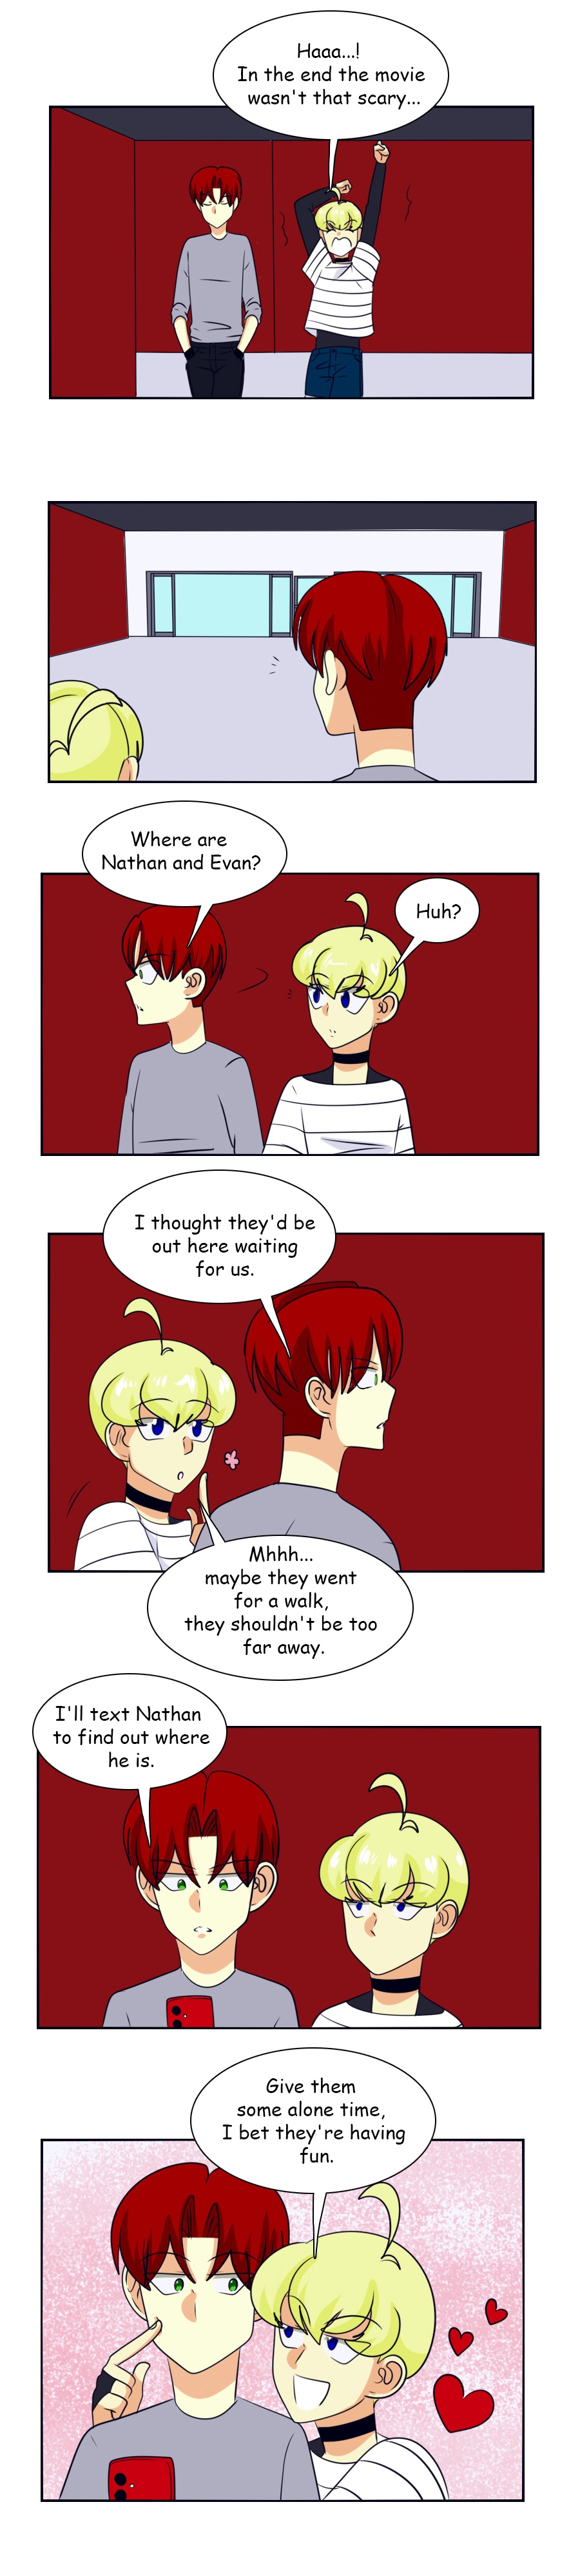 Haaa...!
In the end the movie
wasn't that scary...
Where are
Nathan and Evan?
Huh?
I thought they'd be
out here waiting
for us.
Mhhh...
maybe they went
for a walk,
they shouldn't be too
far away.
I'll text Nathan
to find out where
he is.
Give them
some alone time,
I bet they're having
fun.